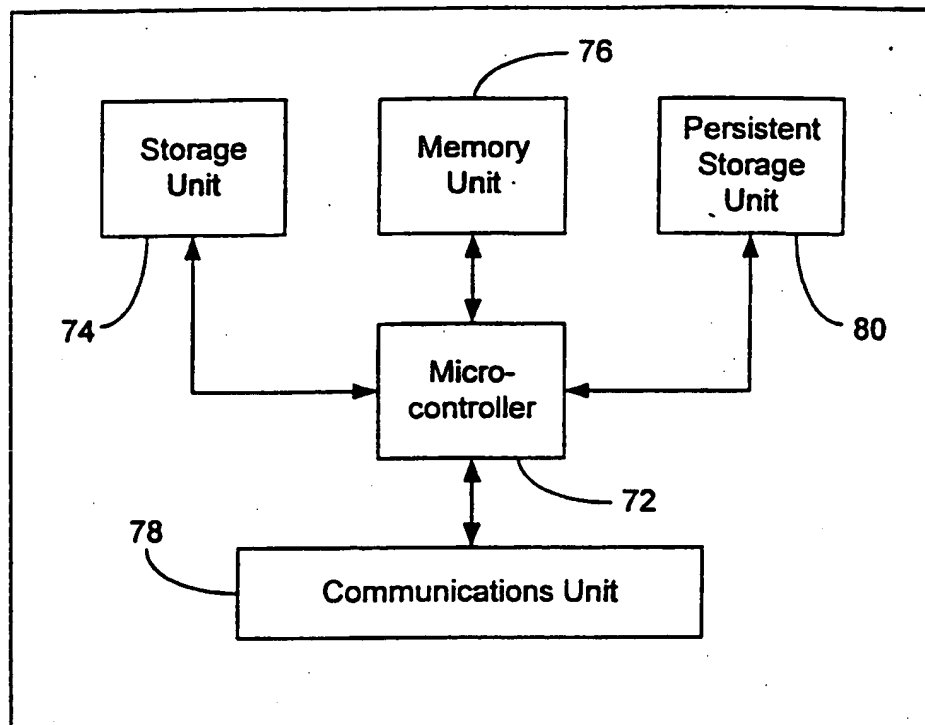 76
Storage
Unit
Memory
Unit
Persistent
Storage
Unit
74
80
Micro-
controller
72
78
Communications Unit